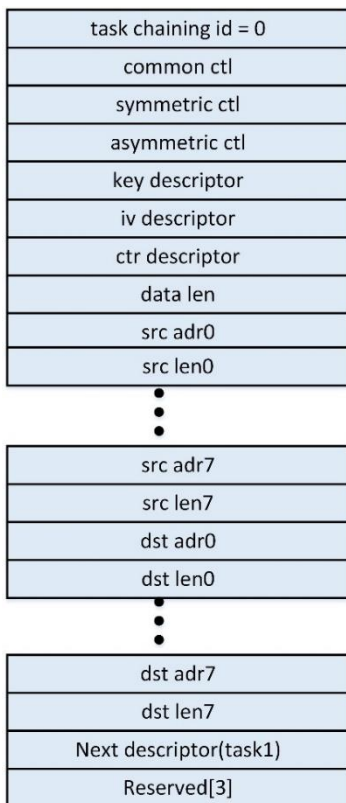 task chaining id = 0
common ctl
symmetric ctl
asymmetric ctl
key descriptor
iv descriptor
ctr descriptor
data len
src adr0
src len0
src adr7
src len7
dst adr0
dst len0
dst adr7
dst len7
Next descriptor(task1)
Reserved[3]